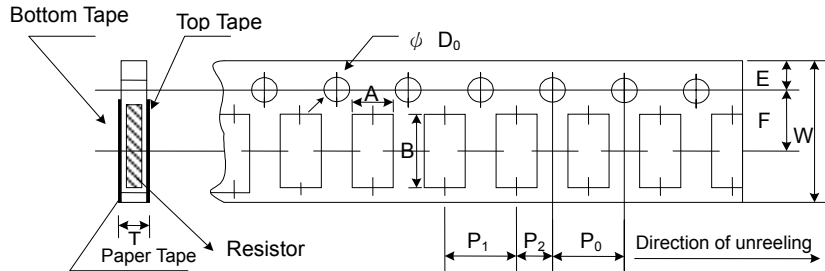 Bottom Tape
Top Tape
ϕ D₀
E
A
F
W
B
T
P₁
P₂
P₀
Paper Tape
Resistor
Direction of unreeling